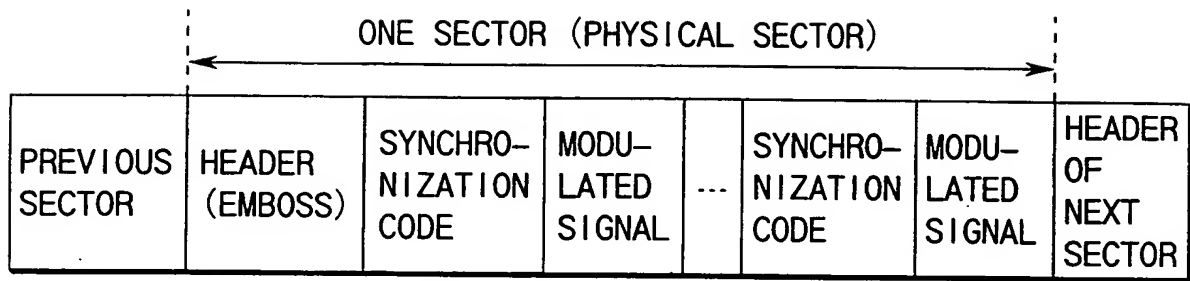 ONE SECTOR (PHYSICAL SECTOR)
PREVIOUS
SECTOR
HEADER
(EMBOSS)
SYNCHRO-
NIZATION
CODE
MODU-
LATED
SIGNAL
...
SYNCHRO-
NIZATION
CODE
MODU-
LATED
SIGNAL
HEADER
OF
NEXT
SECTOR